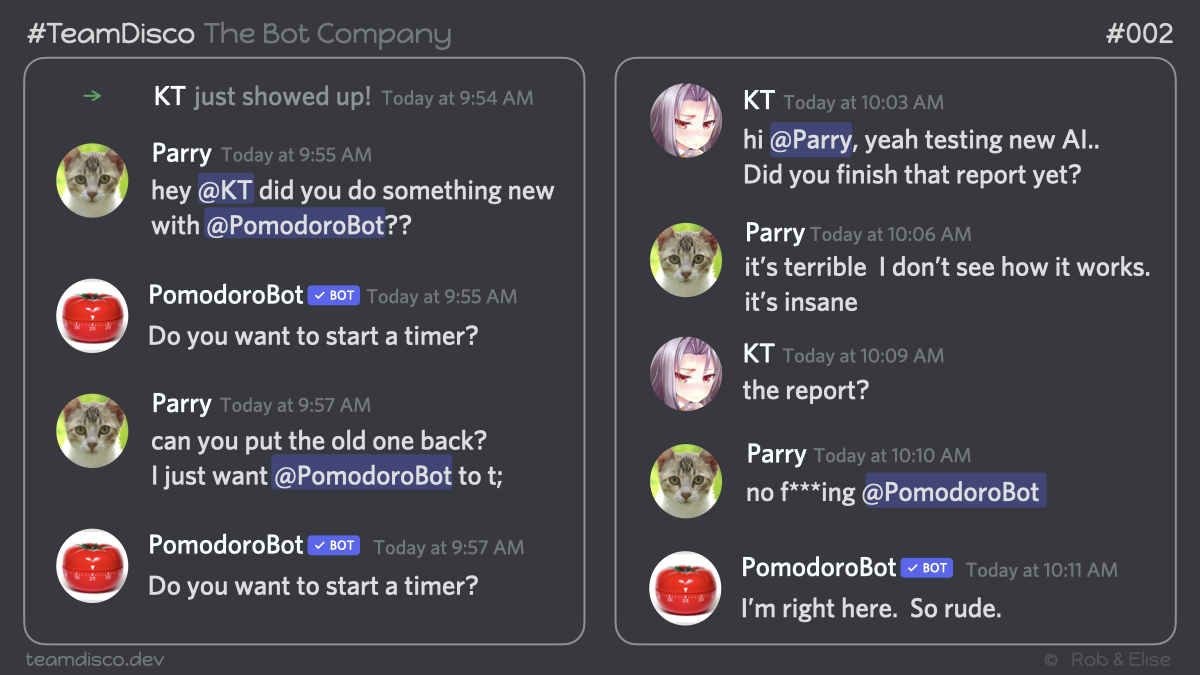 #TeamDisco The Bot Company
#002
→ KT just showed up! Today at 9:54 AM
Parry Today at 9:55 AM
hey @KT did you do something new
with @PomodoroBot??
PomodoroBot ✓ BOT Today at 9:55 AM
Do you want to start a timer?
Parry Today at 9:57 AM
can you put the old one back?
I just want @PomodoroBot to t;
PomodoroBot ✓ BOT Today at 9:57 AM
Do you want to start a timer?
KT Today at 10:03 AM
hi @Parry, yeah testing new AI..
Did you finish that report yet?
Parry Today at 10:06 AM
it’s terrible  I don’t see how it works.
it’s insane
KT Today at 10:09 AM
the report?
Parry Today at 10:10 AM
no f***ing @PomodoroBot
PomodoroBot ✓ BOT Today at 10:11 AM
I’m right here.  So rude.
teamdisco.dev
© Rob & Elise